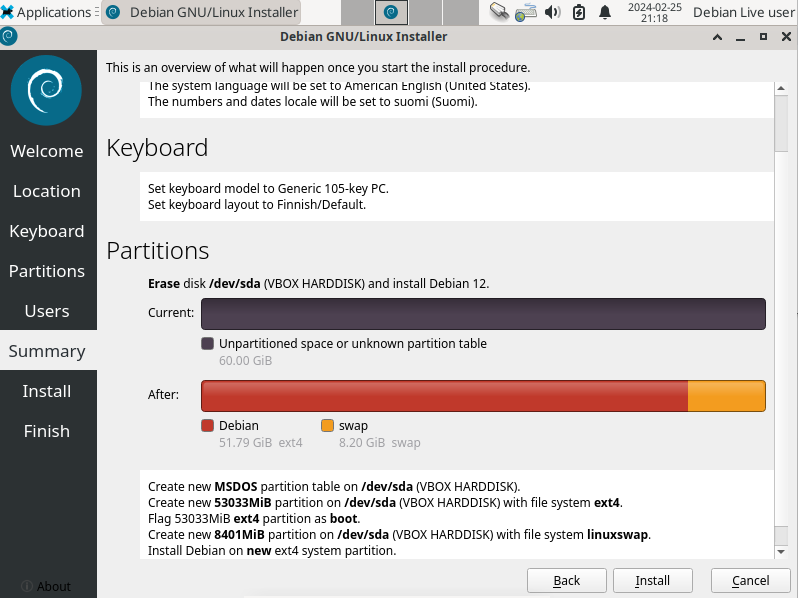 Applications
Debian GNU/Linux Installer
2024-02-25
21:18
Debian Live user
Debian GNU/Linux Installer
This is an overview of what will happen once you start the install procedure.
Welcome
Location
Keyboard
Partitions
Users
Summary
Install
Finish
About
The system language will be set to American English (United States).
The numbers and dates locale will be set to suomi (Suomi).
Keyboard
Set keyboard model to Generic 105-key PC.
Set keyboard layout to Finnish/Default.
Partitions
Erase disk /dev/sda (VBOX HARDDISK) and install Debian 12.
Current:
Unpartitioned space or unknown partition table
60.00 GiB
After:
Debian
51.79 GiB ext4
swap
8.20 GiB swap
Create new MSDOS partition table on /dev/sda (VBOX HARDDISK).
Create new 53033MiB partition on /dev/sda (VBOX HARDDISK) with file system ext4.
Flag 53033MiB ext4 partition as boot.
Create new 8401MiB partition on /dev/sda (VBOX HARDDISK) with file system linuxswap.
Install Debian on new ext4 system partition.
Back
Install
Cancel